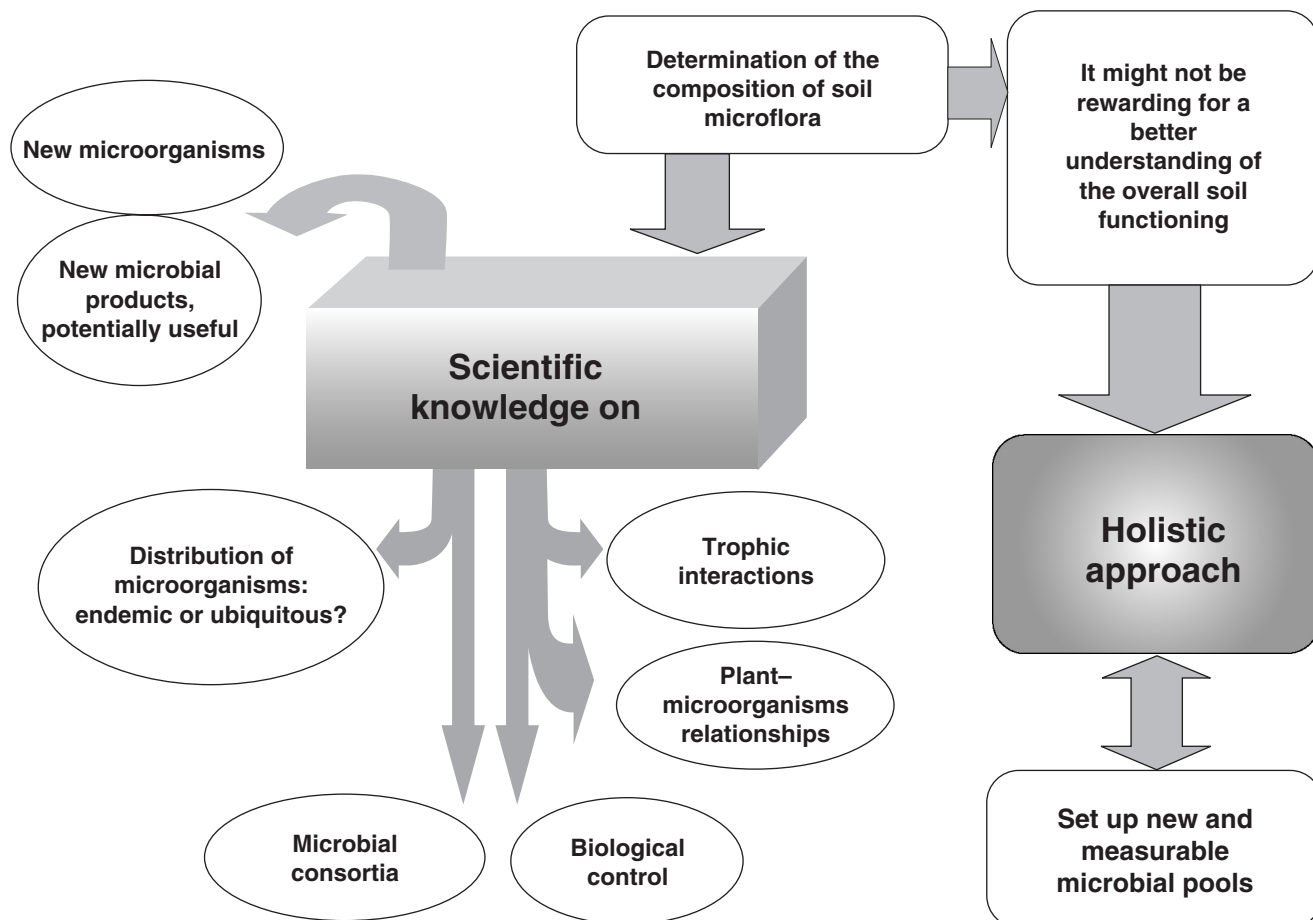 Determination of the
composition of soil
microflora
It might not be
rewarding for a
better
understanding of
the overall soil
functioning
New microorganisms
New microbial
products,
potentially useful
Scientific
knowledge on
Distribution of
microorganisms:
endemic or ubiquitous?
Trophic
interactions
Plant–
microorganisms
relationships
Microbial
consortia
Biological
control
Holistic
approach
Set up new and
measurable
microbial pools